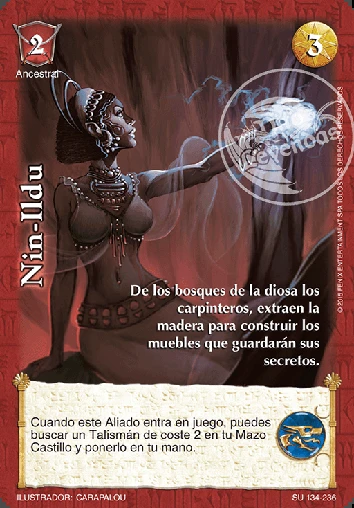 2
3
Ancestral
Leyendas
Nin-Ildu
De los bosques de la diosa los
carpinteros, extraen la
madera para construir los
muebles que guardarán sus
secretos.
Cuando este Aliado entra en juego, puedes
buscar un Talismán de coste 2 en tu Mazo
Castillo y ponerlo en tu mano.
ILUSTRADOR: CARAPALOU
SU 134-236